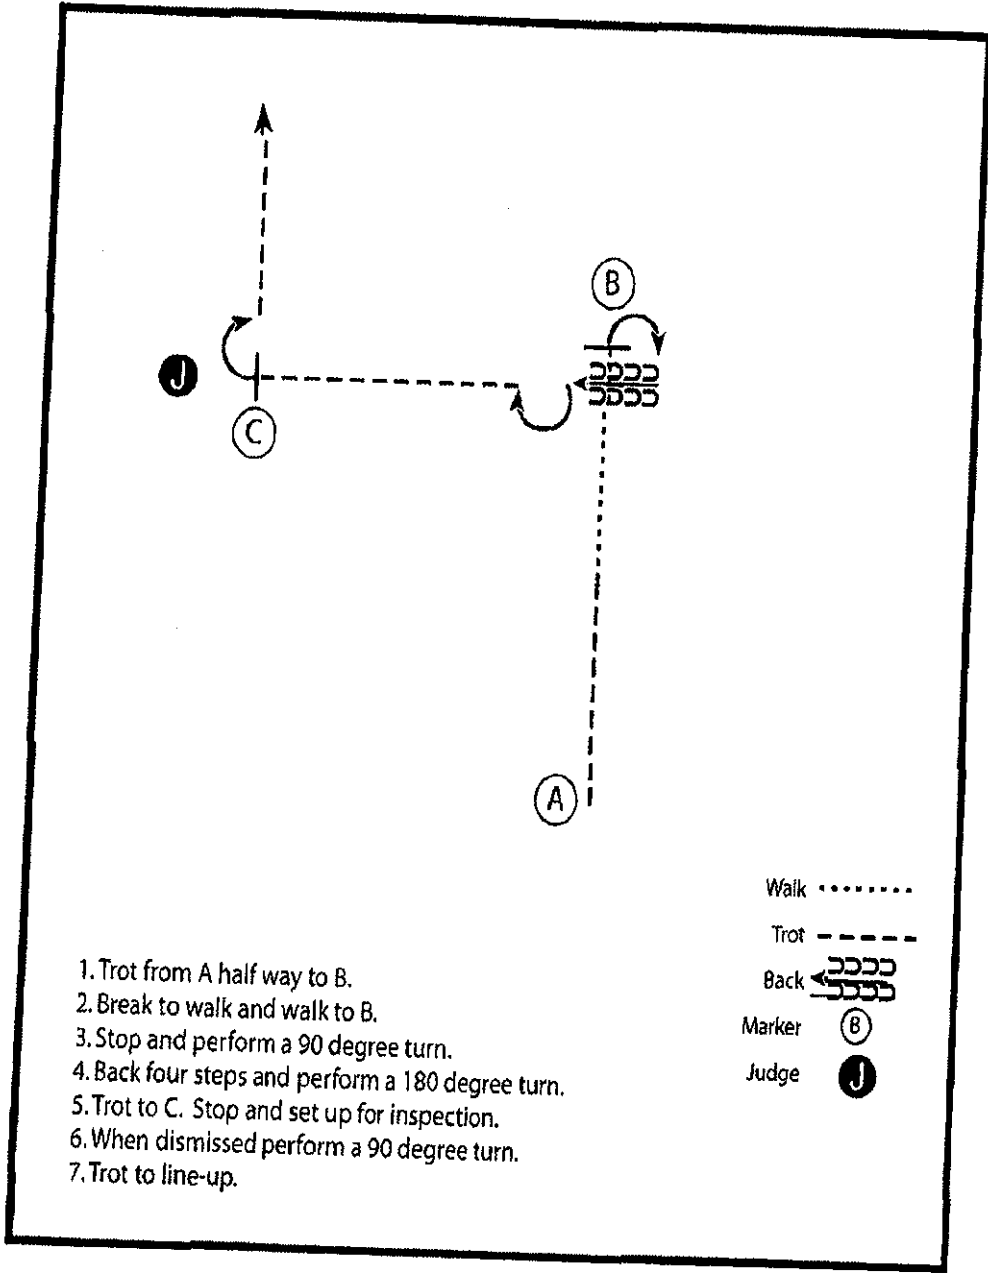 B
J
C
A
Walk
Trot
Back
Marker B
Judge J
1. Trot from A half way to B.
2. Break to walk and walk to B.
3. Stop and perform a 90 degree turn.
4. Back four steps and perform a 180 degree turn.
5. Trot to C. Stop and set up for inspection.
6. When dismissed perform a 90 degree turn.
7. Trot to line-up.